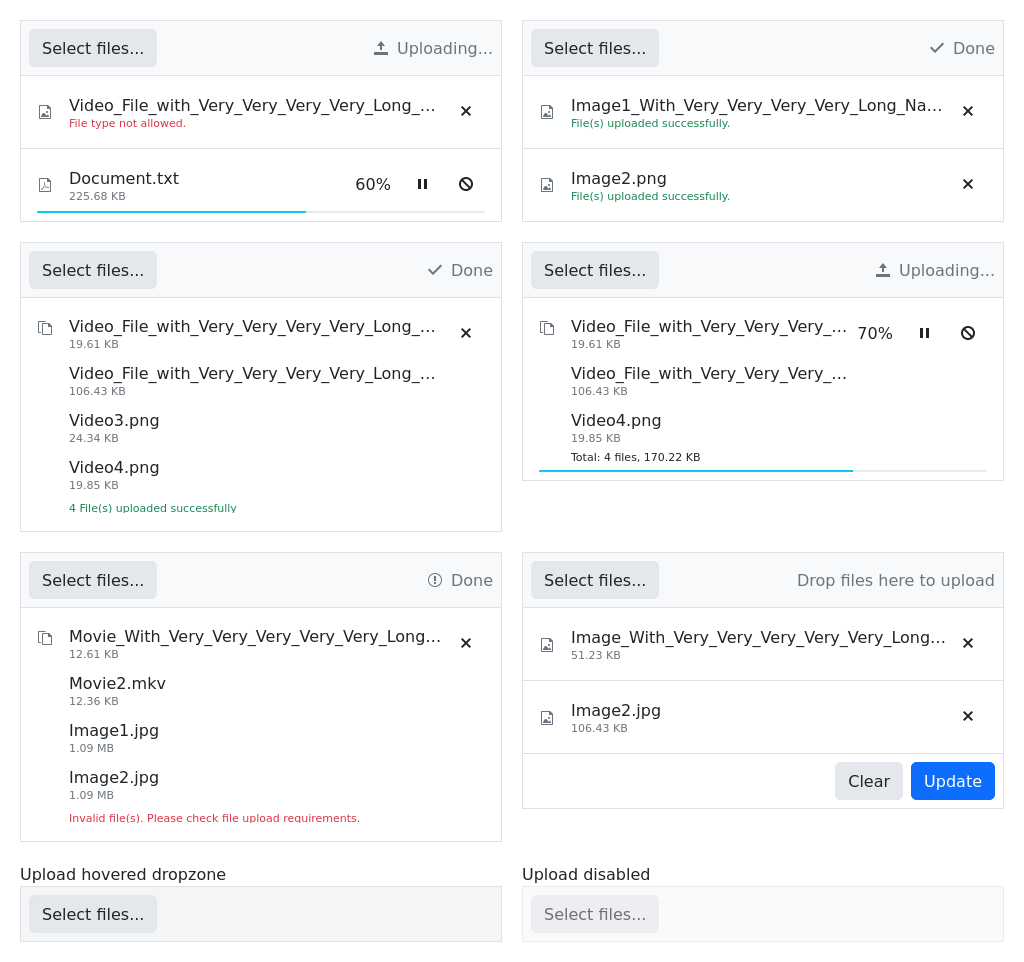 Select files...
Uploading...
Video_File_with_Very_Very_Very_Very_Long_...
File type not allowed.
Document.txt
225.68 KB
60%
Select files...
Done
Image1_With_Very_Very_Very_Very_Long_Na...
File(s) uploaded successfully.
Image2.png
File(s) uploaded successfully.
Select files...
Done
Video_File_with_Very_Very_Very_Very_Long_...
19.61 KB
Video_File_with_Very_Very_Very_Very_Long_...
106.43 KB
Video3.png
24.34 KB
Video4.png
19.85 KB
4 File(s) uploaded successfully
Select files...
Uploading...
Video_File_with_Very_Very_Very_...
19.61 KB
70%
Video_File_with_Very_Very_Very_...
106.43 KB
Video4.png
19.85 KB
Total: 4 files, 170.22 KB
Select files...
Done
Movie_With_Very_Very_Very_Very_Very_Long...
12.61 KB
Movie2.mkv
12.36 KB
Image1.jpg
1.09 MB
Image2.jpg
1.09 MB
Invalid file(s). Please check file upload requirements.
Select files...
Drop files here to upload
Image_With_Very_Very_Very_Very_Very_Long...
51.23 KB
Image2.jpg
106.43 KB
Clear
Update
Upload hovered dropzone
Select files...
Upload disabled
Select files...